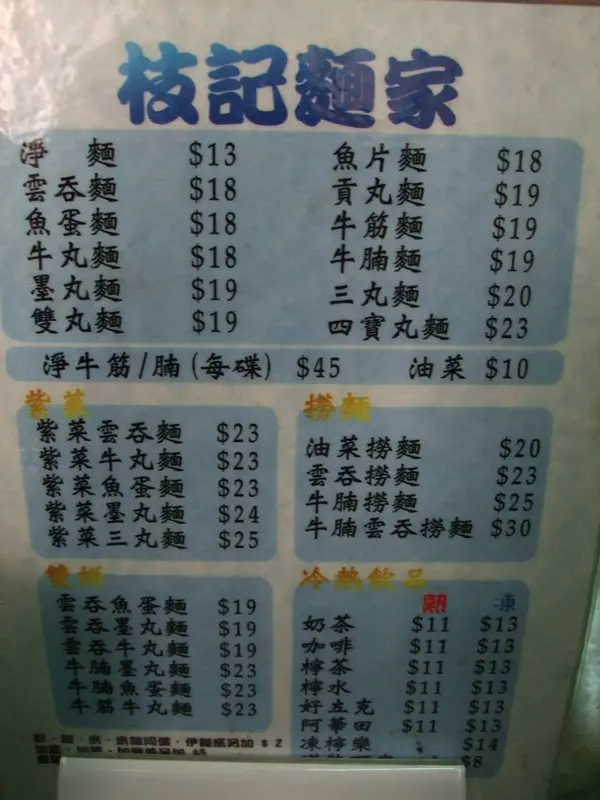 枝記麵家
淨 麵 $13
雲吞麵 $18
魚蛋麵 $18
牛丸麵 $18
墨丸麵 $19
雙丸麵 $19
魚片麵 $18
貢丸麵 $19
牛筋麵 $19
牛腩麵 $19
三丸麵 $20
四寶丸麵 $23
淨牛筋/腩(每碟) $45 油菜 $10
紫菜
紫菜雲吞麵 $23
紫菜牛丸麵 $23
紫菜魚蛋麵 $23
紫菜墨丸麵 $24
紫菜三丸麵 $25
撈麵
油菜撈麵 $20
雲吞撈麵 $23
牛腩撈麵 $25
牛腩雲吞撈麵 $30
雙拼
雲吞魚蛋麵 $19
雲吞墨丸麵 $19
雲吞牛丸麵 $19
牛腩墨丸麵 $23
牛腩魚蛋麵 $23
牛筋牛丸麵 $23
冷熱飲品
熱 凍
奶茶 $11 $13
咖啡 $11 $13
檸茶 $11 $13
檸水 $11 $13
好立克 $11 $13
阿華田 $11 $13
凍檸樂 $14
$8
伊麵底另加 $2